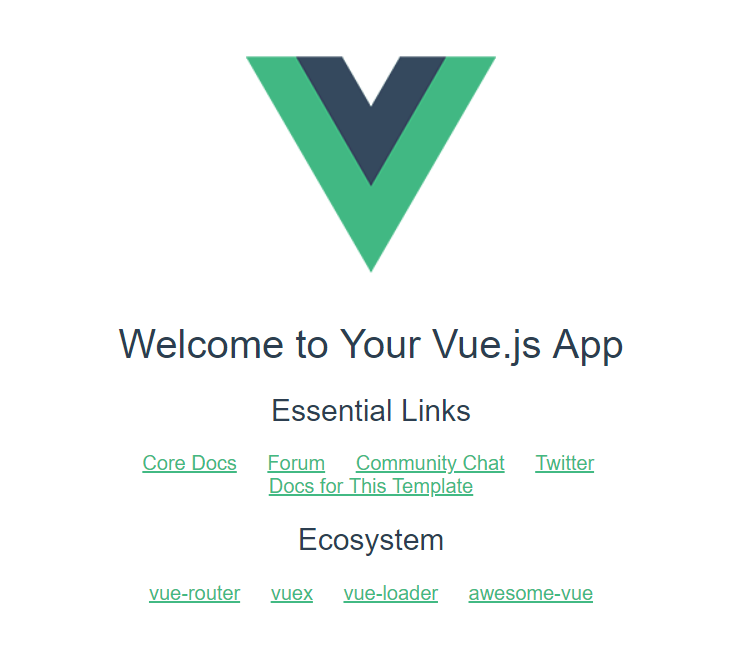 Welcome to Your Vue.js App
Essential Links
Core Docs Forum Community Chat Twitter
Docs for This Template
Ecosystem
vue-router vuex vue-loader awesome-vue